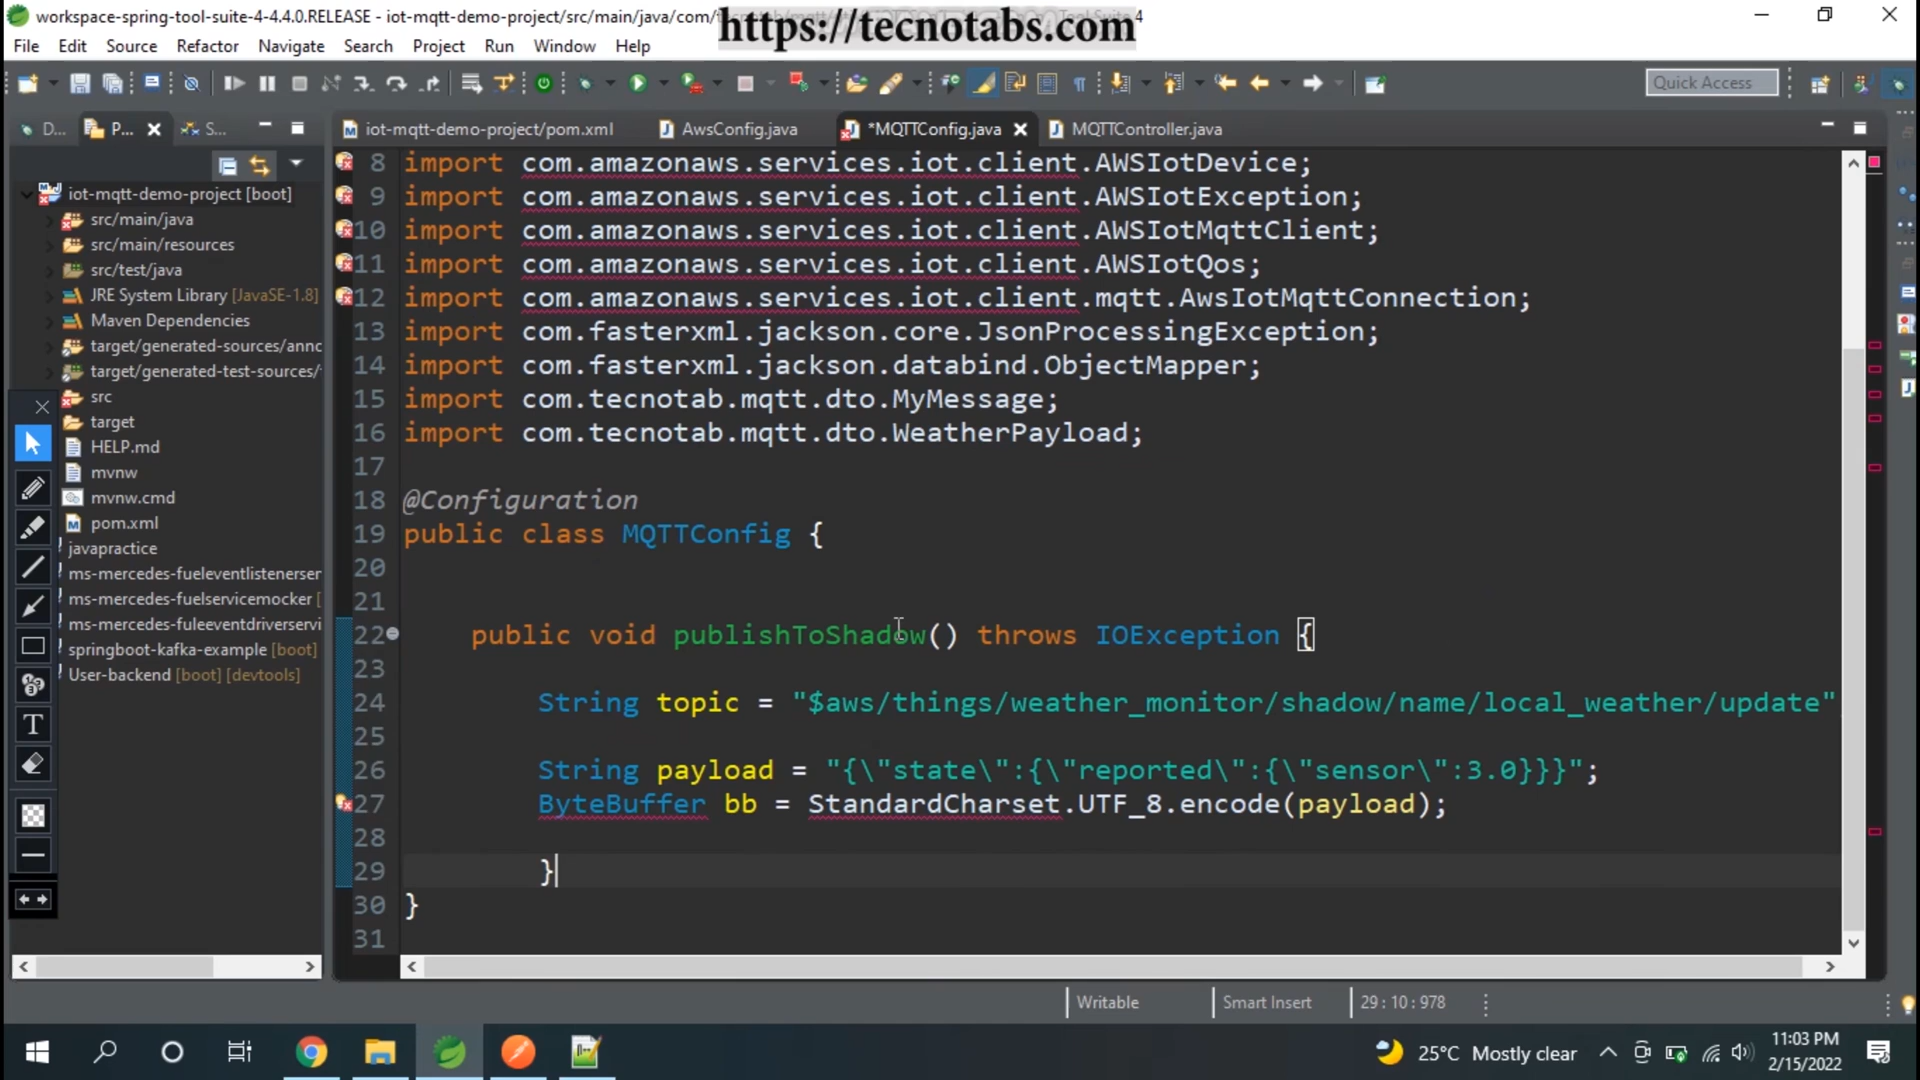 workspace-spring-tool-suite-4-4.4.0.RELEASE - iot-mqtt-demo-project/src/main/java/com/
https://tecnotabs.com
File Edit Source Refactor Navigate Search Project Run Window Help
Quick Access
D... P... S...
iot-mqtt-demo-project/pom.xml AwsConfig.java *MQTTConfig.java MQTTController.java
iot-mqtt-demo-project [boot]
src/main/java
src/main/resources
src/test/java
JRE System Library [JavaSE-1.8]
Maven Dependencies
target/generated-sources/anno
target/generated-test-sources/
src
target
HELP.md
mvnw
mvnw.cmd
pom.xml
javapractice
ms-mercedes-fueleventlistenerser
ms-mercedes-fuelservicemocker [
ms-mercedes-fuleeventdriverservi
springboot-kafka-example [boot]
User-backend [boot] [devtools]
T
8 import com.amazonaws.services.iot.client.AWSIotDevice;
9 import com.amazonaws.services.iot.client.AWSIotException;
10 import com.amazonaws.services.iot.client.AWSIotMqttClient;
11 import com.amazonaws.services.iot.client.AWSIotQos;
12 import com.amazonaws.services.iot.client.mqtt.AwsIotMqttConnection;
13 import com.fasterxml.jackson.core.JsonProcessingException;
14 import com.fasterxml.jackson.databind.ObjectMapper;
15 import com.tecnotab.mqtt.dto.MyMessage;
16 import com.tecnotab.mqtt.dto.WeatherPayload;
17
18 @Configuration
19 public class MQTTConfig {
20
21
22 public void publishToShadow() throws IOException {
23
24 String topic = "$aws/things/weather_monitor/shadow/name/local_weather/update"
25
26 String payload = "{\"state\":{\"reported\":{\"sensor\":3.0}}}";
27 ByteBuffer bb = StandardCharset.UTF_8.encode(payload);
28
29 }
30 }
31
Writable Smart Insert 29 : 10 : 978
25°C Mostly clear
11:03 PM
2/15/2022